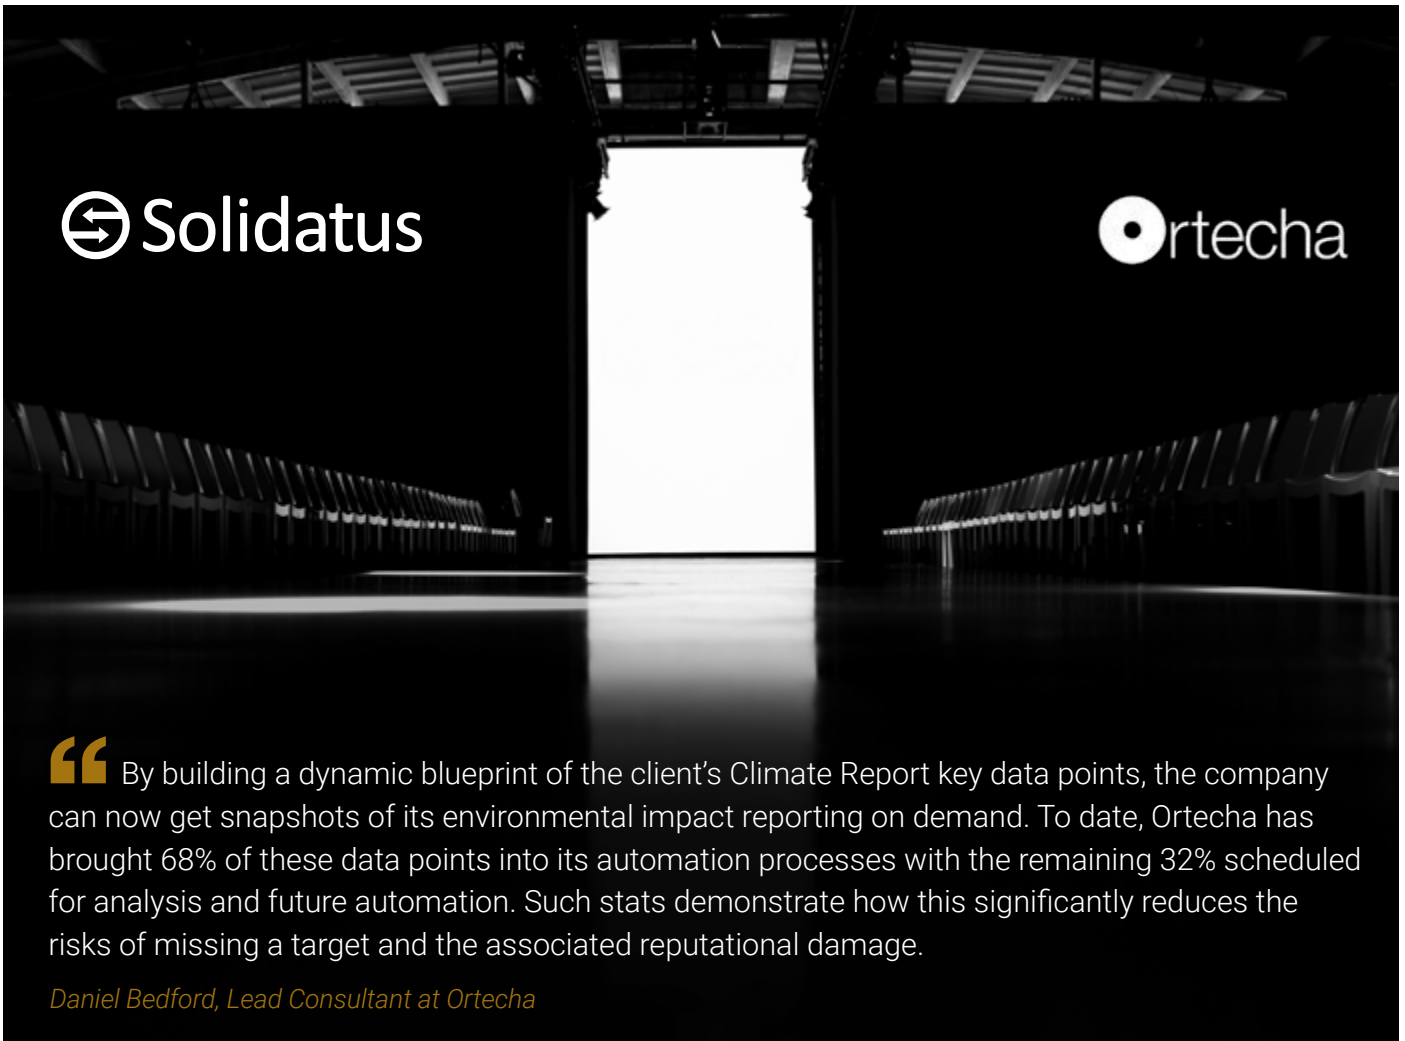 Solidatus
Ortecha
“ By building a dynamic blueprint of the client’s Climate Report key data points, the company
can now get snapshots of its environmental impact reporting on demand. To date, Ortecha has
brought 68% of these data points into its automation processes with the remaining 32% scheduled
for analysis and future automation. Such stats demonstrate how this significantly reduces the
risks of missing a target and the associated reputational damage.
Daniel Bedford, Lead Consultant at Ortecha